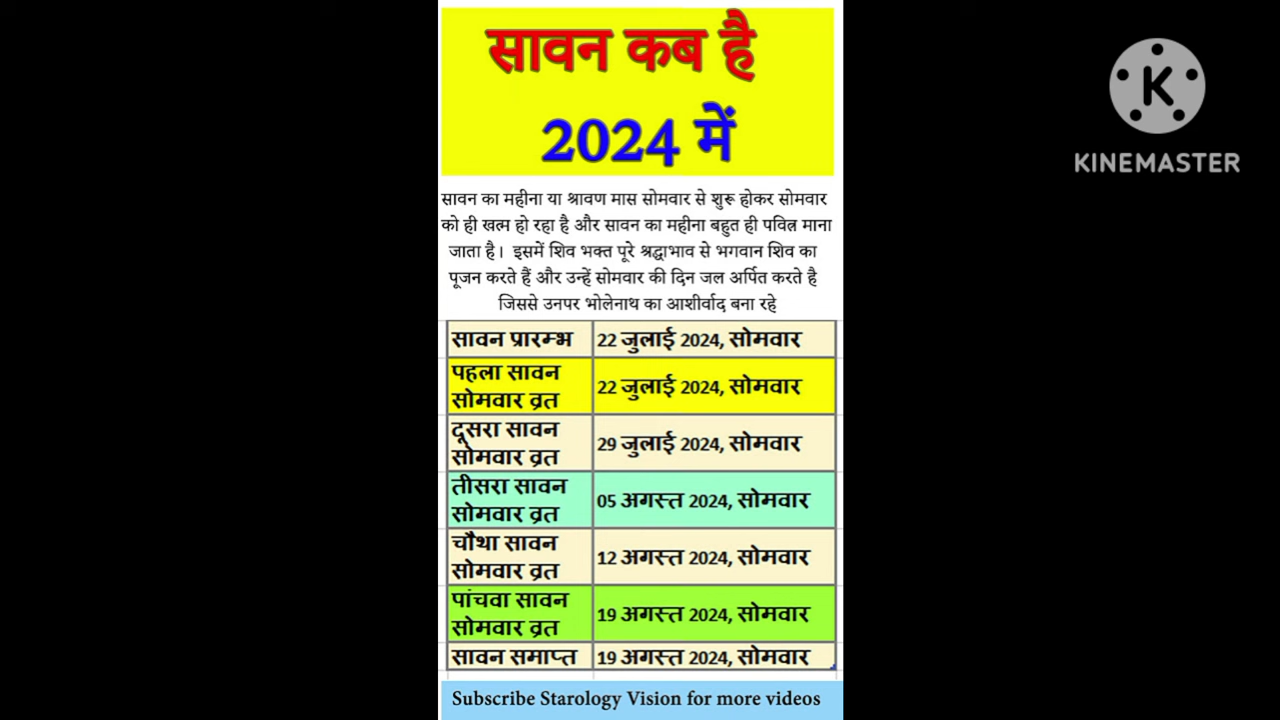 सावन कब है
2024 में
KINEMASTER
सावन का महीना या श्रावण मास सोमवार से शुरू होकर सोमवार
को ही खत्म हो रहा है और सावन का महीना बहुत ही पवित्र माना
जाता है। इसमें शिव भक्त पूरे श्रद्धाभाव से भगवान शिव का
पूजन करते हैं और उन्हें सोमवार की दिन जल अर्पित करते है
जिससे उनपर भोलेनाथ का आशीर्वाद बना रहे
सावन प्रारम्भ 22 जुलाई 2024, सोमवार
पहला सावन
सोमवार व्रत 22 जुलाई 2024, सोमवार
दूसरा सावन
सोमवार व्रत 29 जुलाई 2024, सोमवार
तीसरा सावन
सोमवार व्रत 05 अगस्त 2024, सोमवार
चौथा सावन
सोमवार व्रत 12 अगस्त 2024, सोमवार
पांचवा सावन
सोमवार व्रत 19 अगस्त 2024, सोमवार
सावन समाप्त 19 अगस्त 2024, सोमवार
Subscribe Starology Vision for more videos